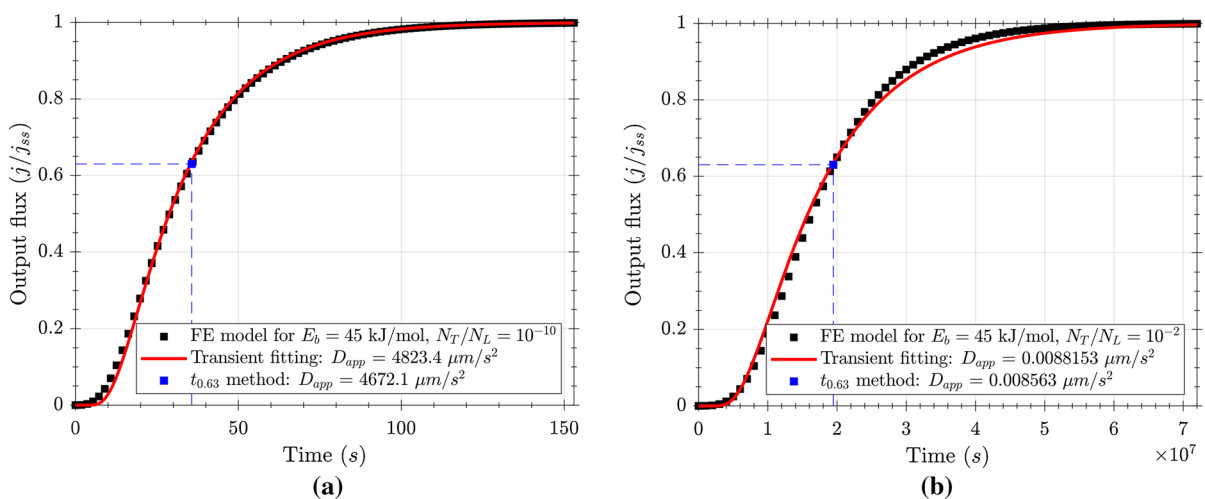 1
0.8
0.6
0.4
0.2
0
Output flux (j/j_ss)
FE model for E_b = 45 kJ/mol, N_T/N_L = 10^−10
Transient fitting: D_app = 4823.4 μm/s^2
t_0.63 method: D_app = 4672.1 μm/s^2
0 50 100 150
Time (s)
(a)
1
0.8
0.6
0.4
0.2
0
Output flux (j/j_ss)
FE model for E_b = 45 kJ/mol, N_T/N_L = 10^−2
Transient fitting: D_app = 0.0088153 μm/s^2
t_0.63 method: D_app = 0.008563 μm/s^2
0 1 2 3 4 5 6 7
Time (s)
×10^7
(b)